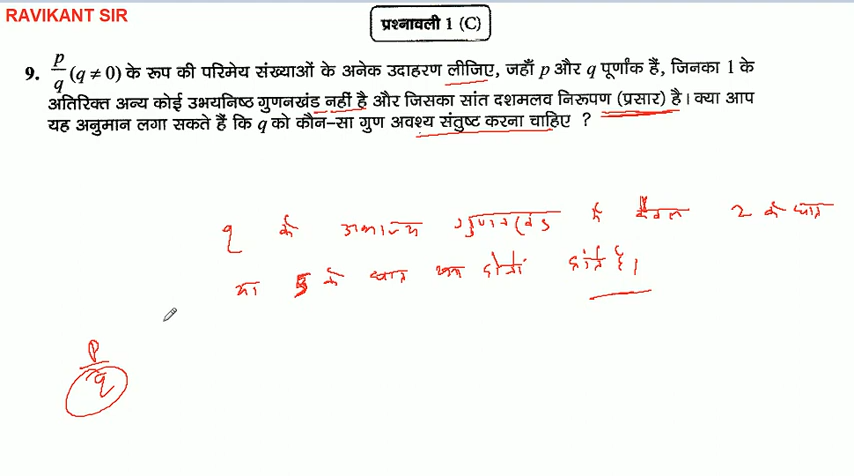 RAVIKANT SIR
प्रश्नावली 1 (C)
9. p/q (q ≠ 0) के रूप की परिमेय संख्याओं के अनेक उदाहरण लीजिए, जहाँ p और q पूर्णांक हैं, जिनका 1 के
अतिरिक्त अन्य कोई उभयनिष्ठ गुणनखंड नहीं है और जिसका सांत दशमलव निरूपण (प्रसार) है। क्या आप
यह अनुमान लगा सकते हैं कि q को कौन-सा गुण अवश्य संतुष्ट करना चाहिए ?
q के अभाज्य गुणनखंड में केवल 2 के घात
या 5 के घात या दोनों होते हैं।
p/q